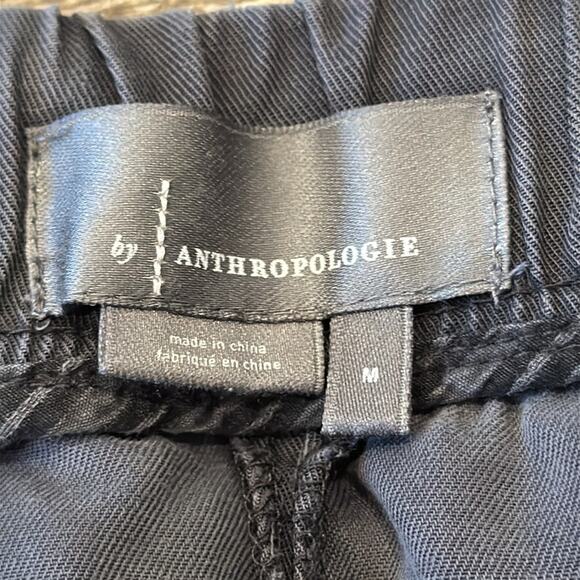 by ANTHROPOLOGIE
made in china
fabriqué en chine
M